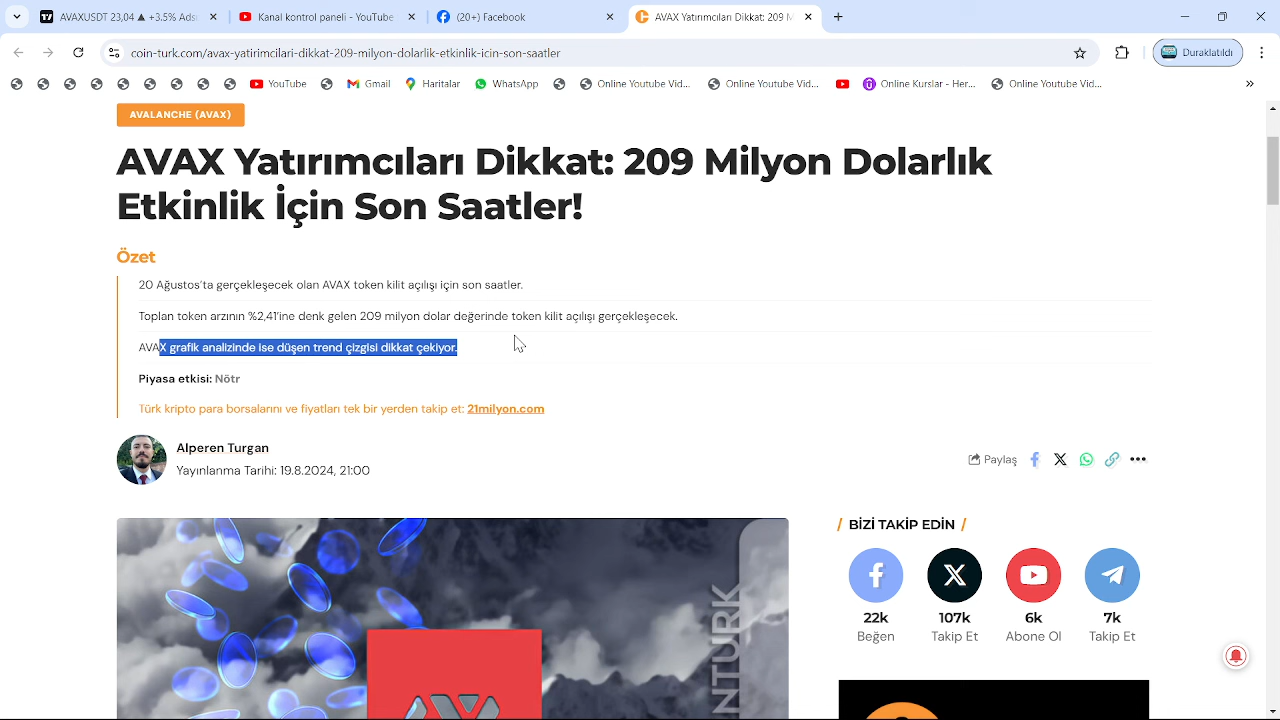 AVAXUSDT 23,04 ▲+3.5% Adsı
Kanal kontrol paneli - YouTube
(20+) Facebook
AVAX Yatırımcıları Dikkat: 209 M
coin-turk.com/avax-yatirimcilari-dikkat-209-milyon-dolarlik-etkinlik-icin-son-saatler
Duraklatıldı
YouTube
Gmail
Haritalar
WhatsApp
Online Youtube Vid...
Online Youtube Vid...
Online Kurslar - Her...
Online Youtube Vid...
AVALANCHE (AVAX)
AVAX Yatırımcıları Dikkat: 209 Milyon Dolarlık
Etkinlik İçin Son Saatler!
Özet
20 Ağustos’ta gerçekleşecek olan AVAX token kilit açılışı için son saatler.
Toplan token arzının %2,41’ine denk gelen 209 milyon dolar değerinde token kilit açılışı gerçekleşecek.
AVAX grafik analizinde ise düşen trend çizgisi dikkat çekiyor.
Piyasa etkisi: Nötr
Türk kripto para borsalarını ve fiyatları tek bir yerden takip et: 21milyon.com
Alperen Turgan
Yayınlanma Tarihi: 19.8.2024, 21:00
Paylaş
/ BİZİ TAKİP EDİN /
22k
Beğen
107k
Takip Et
6k
Abone Ol
7k
Takip Et
NTURK